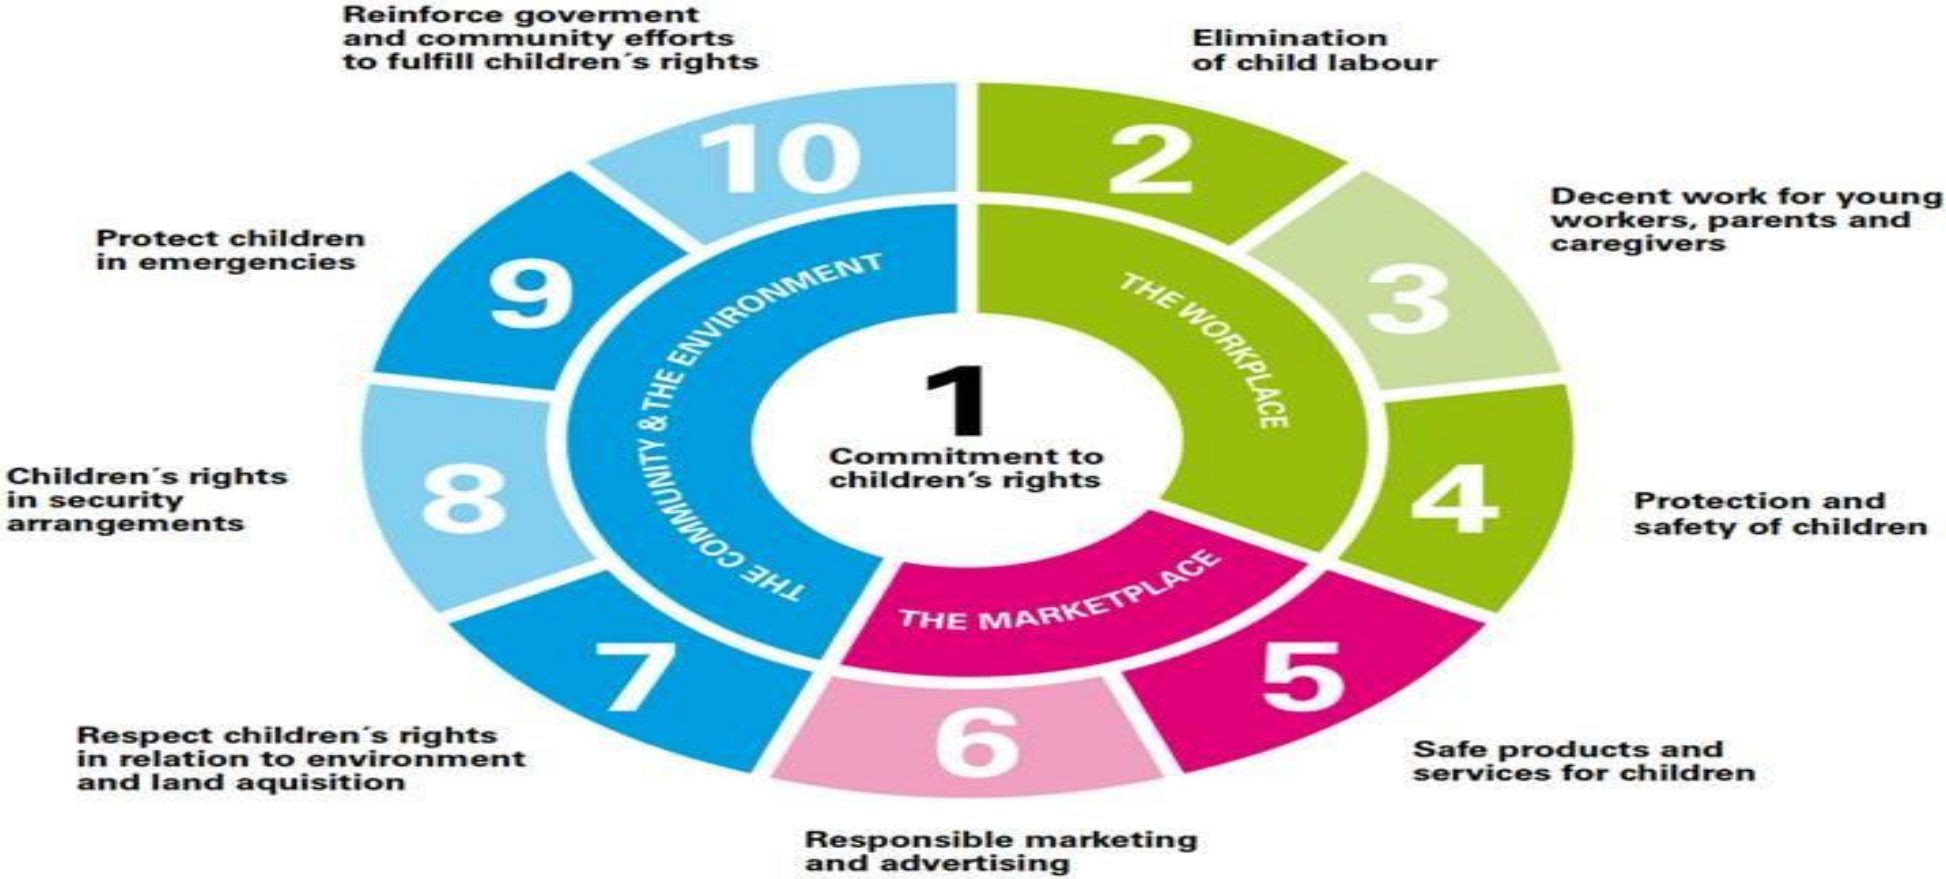 1
Commitment to
children's rights
THE WORKPLACE
2
Elimination
of child labour
3
Decent work for young
workers, parents and
caregivers
4
Protection and
safety of children
THE MARKETPLACE
5
Safe products and
services for children
6
Responsible marketing
and advertising
THE COMMUNITY & THE ENVIRONMENT
7
Respect children´s rights
in relation to environment
and land aquisition
8
Children´s rights
in security
arrangements
9
Protect children
in emergencies
10
Reinforce goverment
and community efforts
to fulfill children´s rights